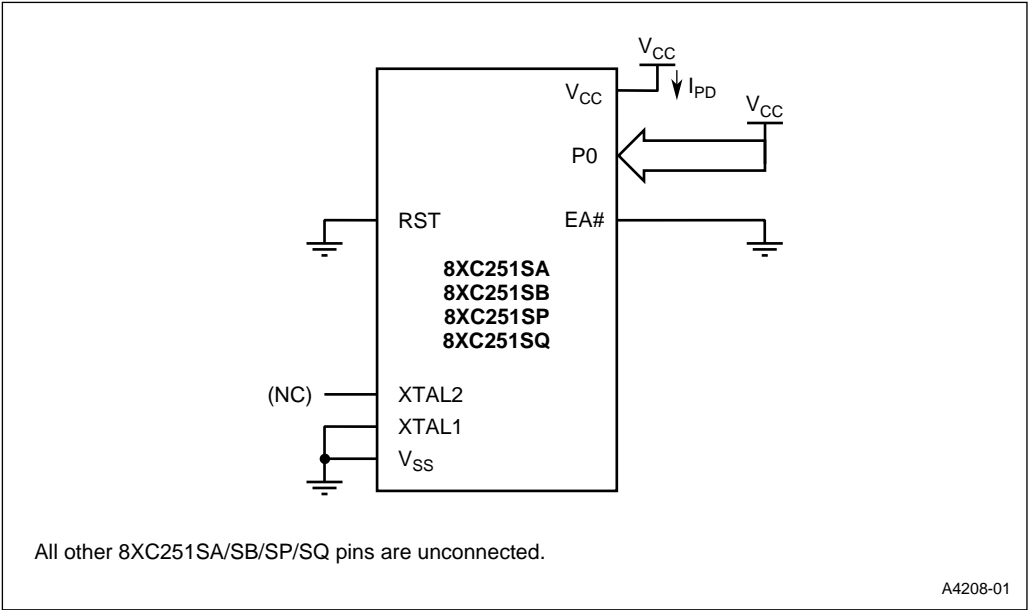 VCC
VCC
IPD
VCC
P0
RST
EA#
8XC251SA
8XC251SB
8XC251SP
8XC251SQ
(NC)
XTAL2
XTAL1
VSS
All other 8XC251SA/SB/SP/SQ pins are unconnected.
A4208-01